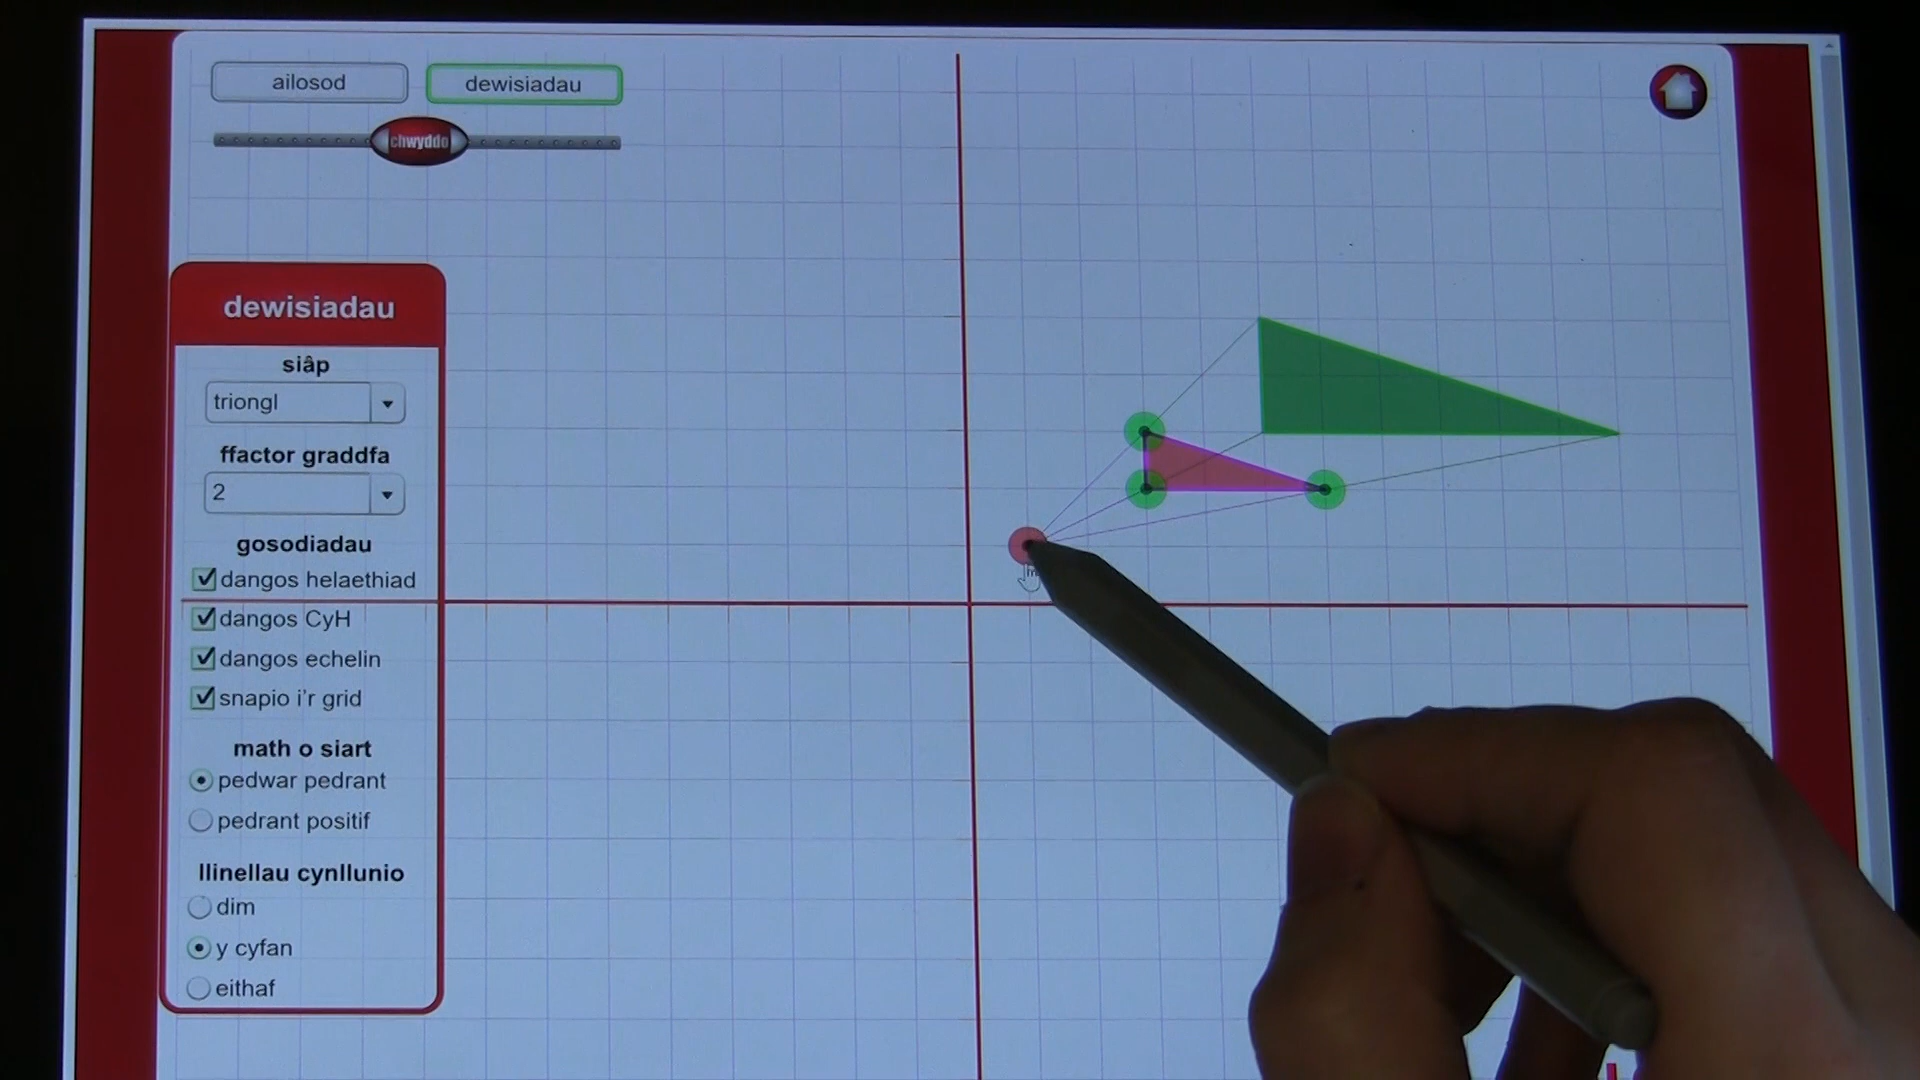 ailosod
dewisiadau
chwyddo
dewisiadau
siâp
triongl
ffactor graddfa
2
gosodiadau
dangos helaethiad
dangos CyH
dangos echelin
snapio i'r grid
math o siart
pedwar pedrant
pedrant positif
llinellau cynllunio
dim
y cyfan
eithaf